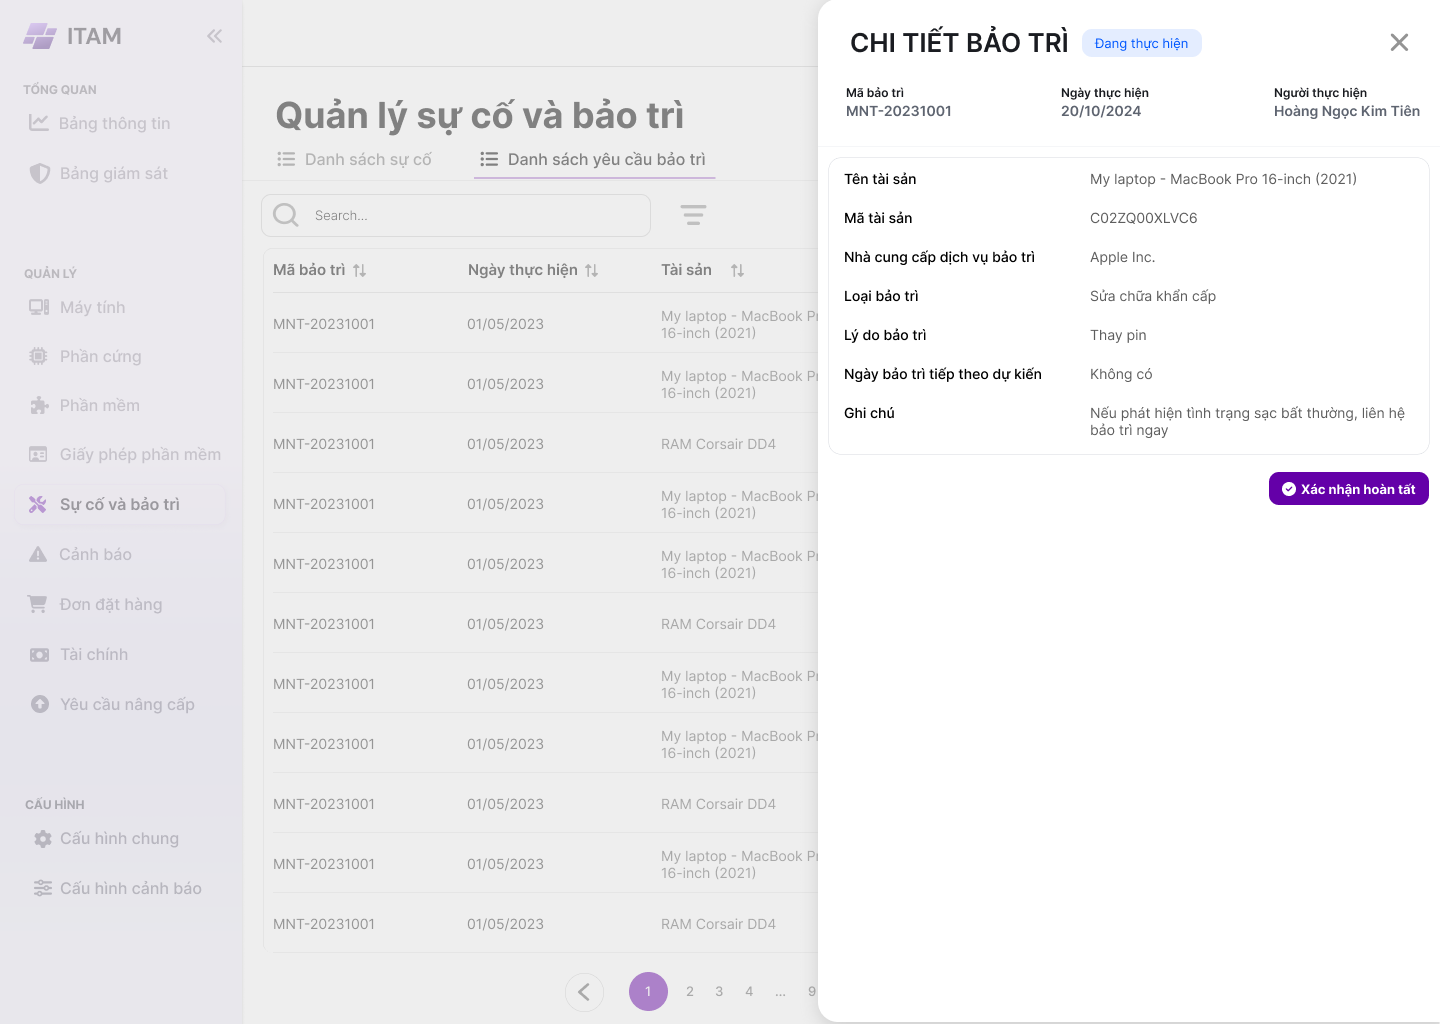 ITAM
TỔNG QUAN
Bảng thông tin
Bảng giám sát
QUẢN LÝ
Máy tính
Phần cứng
Phần mềm
Giấy phép phần mềm
Sự cố và bảo trì
Cảnh báo
Đơn đặt hàng
Tài chính
Yêu cầu nâng cấp
CẤU HÌNH
Cấu hình chung
Cấu hình cảnh báo
Quản lý sự cố và bảo trì
Danh sách sự cố
Danh sách yêu cầu bảo trì
Search...
Mã bảo trì Ngày thực hiện Tài sản
MNT-20231001 01/05/2023 My laptop - MacBook Pr
16-inch (2021)
MNT-20231001 01/05/2023 My laptop - MacBook Pr
16-inch (2021)
MNT-20231001 01/05/2023 RAM Corsair DD4
MNT-20231001 01/05/2023 My laptop - MacBook Pr
16-inch (2021)
MNT-20231001 01/05/2023 My laptop - MacBook Pr
16-inch (2021)
MNT-20231001 01/05/2023 RAM Corsair DD4
MNT-20231001 01/05/2023 My laptop - MacBook Pr
16-inch (2021)
MNT-20231001 01/05/2023 My laptop - MacBook Pr
16-inch (2021)
MNT-20231001 01/05/2023 RAM Corsair DD4
MNT-20231001 01/05/2023 My laptop - MacBook Pr
16-inch (2021)
MNT-20231001 01/05/2023 RAM Corsair DD4
1 2 3 4 ... 9
CHI TIẾT BẢO TRÌ Đang thực hiện
Mã bảo trì Ngày thực hiện Người thực hiện
MNT-20231001 20/10/2024 Hoàng Ngọc Kim Tiên
Tên tài sản My laptop - MacBook Pro 16-inch (2021)
Mã tài sản C02ZQ00XLVC6
Nhà cung cấp dịch vụ bảo trì Apple Inc.
Loại bảo trì Sửa chữa khẩn cấp
Lý do bảo trì Thay pin
Ngày bảo trì tiếp theo dự kiến Không có
Ghi chú Nếu phát hiện tình trạng sạc bất thường, liên hệ
bảo trì ngay
Xác nhận hoàn tất